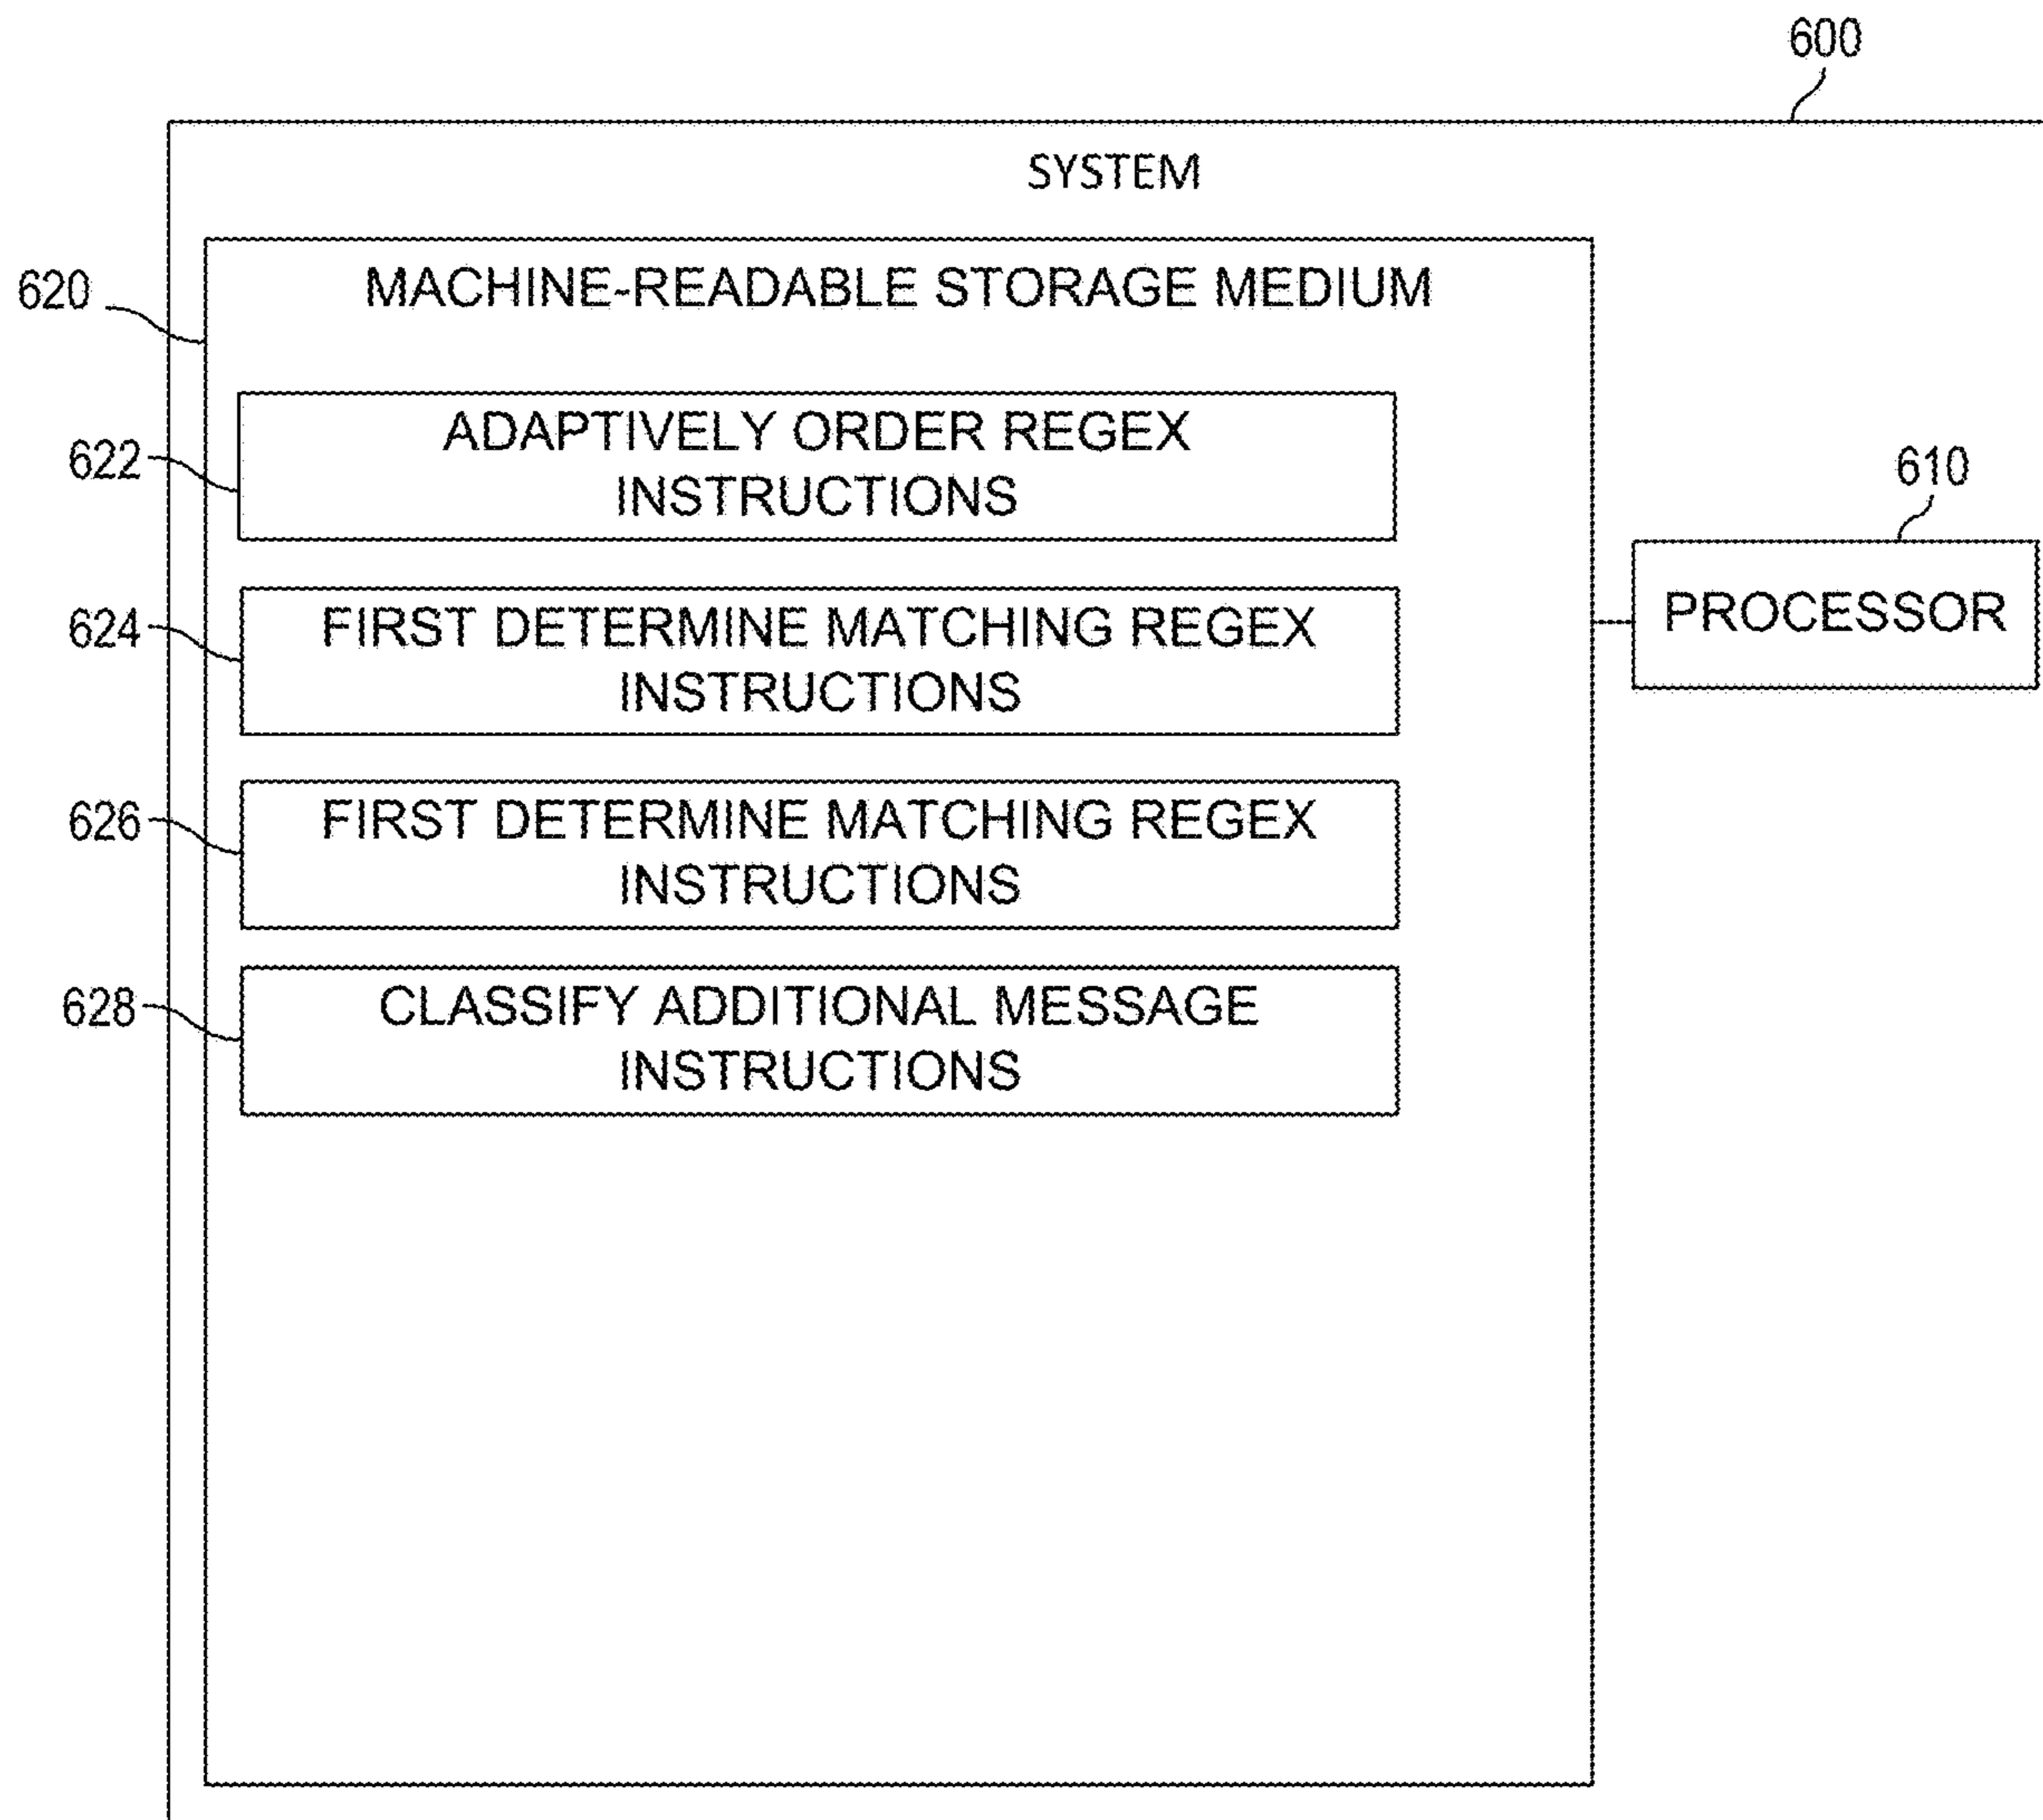 600
SYSTEM
620
MACHINE-READABLE STORAGE MEDIUM
622
ADAPTIVELY ORDER REGEX
INSTRUCTIONS
610
PROCESSOR
624
FIRST DETERMINE MATCHING REGEX
INSTRUCTIONS
626
FIRST DETERMINE MATCHING REGEX
INSTRUCTIONS
628
CLASSIFY ADDITIONAL MESSAGE
INSTRUCTIONS